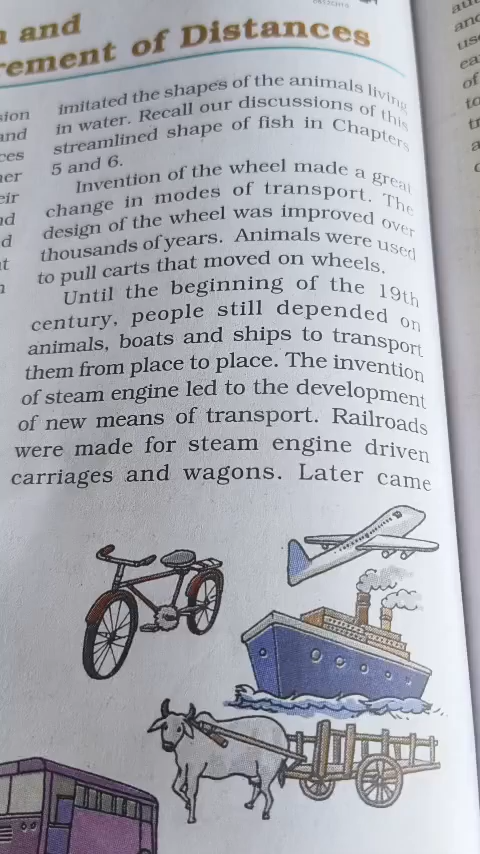 and
rement of Distances
imitated the shapes of the animals living
in water. Recall our discussions of this
streamlined shape of fish in Chapters
5 and 6.
Invention of the wheel made a great
change in modes of transport. The
design of the wheel was improved over
thousands of years. Animals were used
to pull carts that moved on wheels.
Until the beginning of the 19th
century, people still depended on
animals, boats and ships to transport
them from place to place. The invention
of steam engine led to the development
of new means of transport. Railroads
were made for steam engine driven
carriages and wagons. Later came